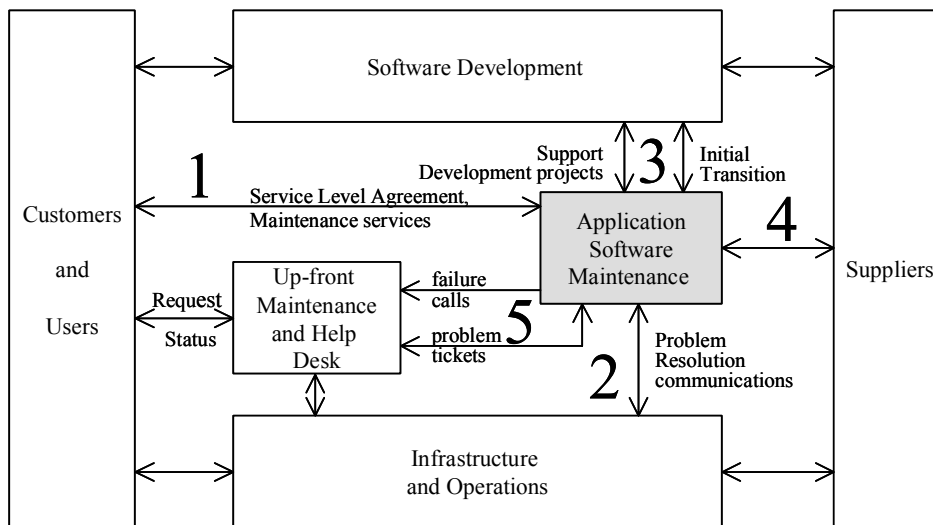 Software Development
1
Service Level Agreement,
Maintenance services
Support
Development projects
3
Initial
Transition
Customers
and
Users
Application
Software
Maintenance
4
Suppliers
Request
Status
Up-front
Maintenance
and Help
Desk
failure
calls
5
problem
tickets
2
Problem
Resolution
communications
Infrastructure
and Operations